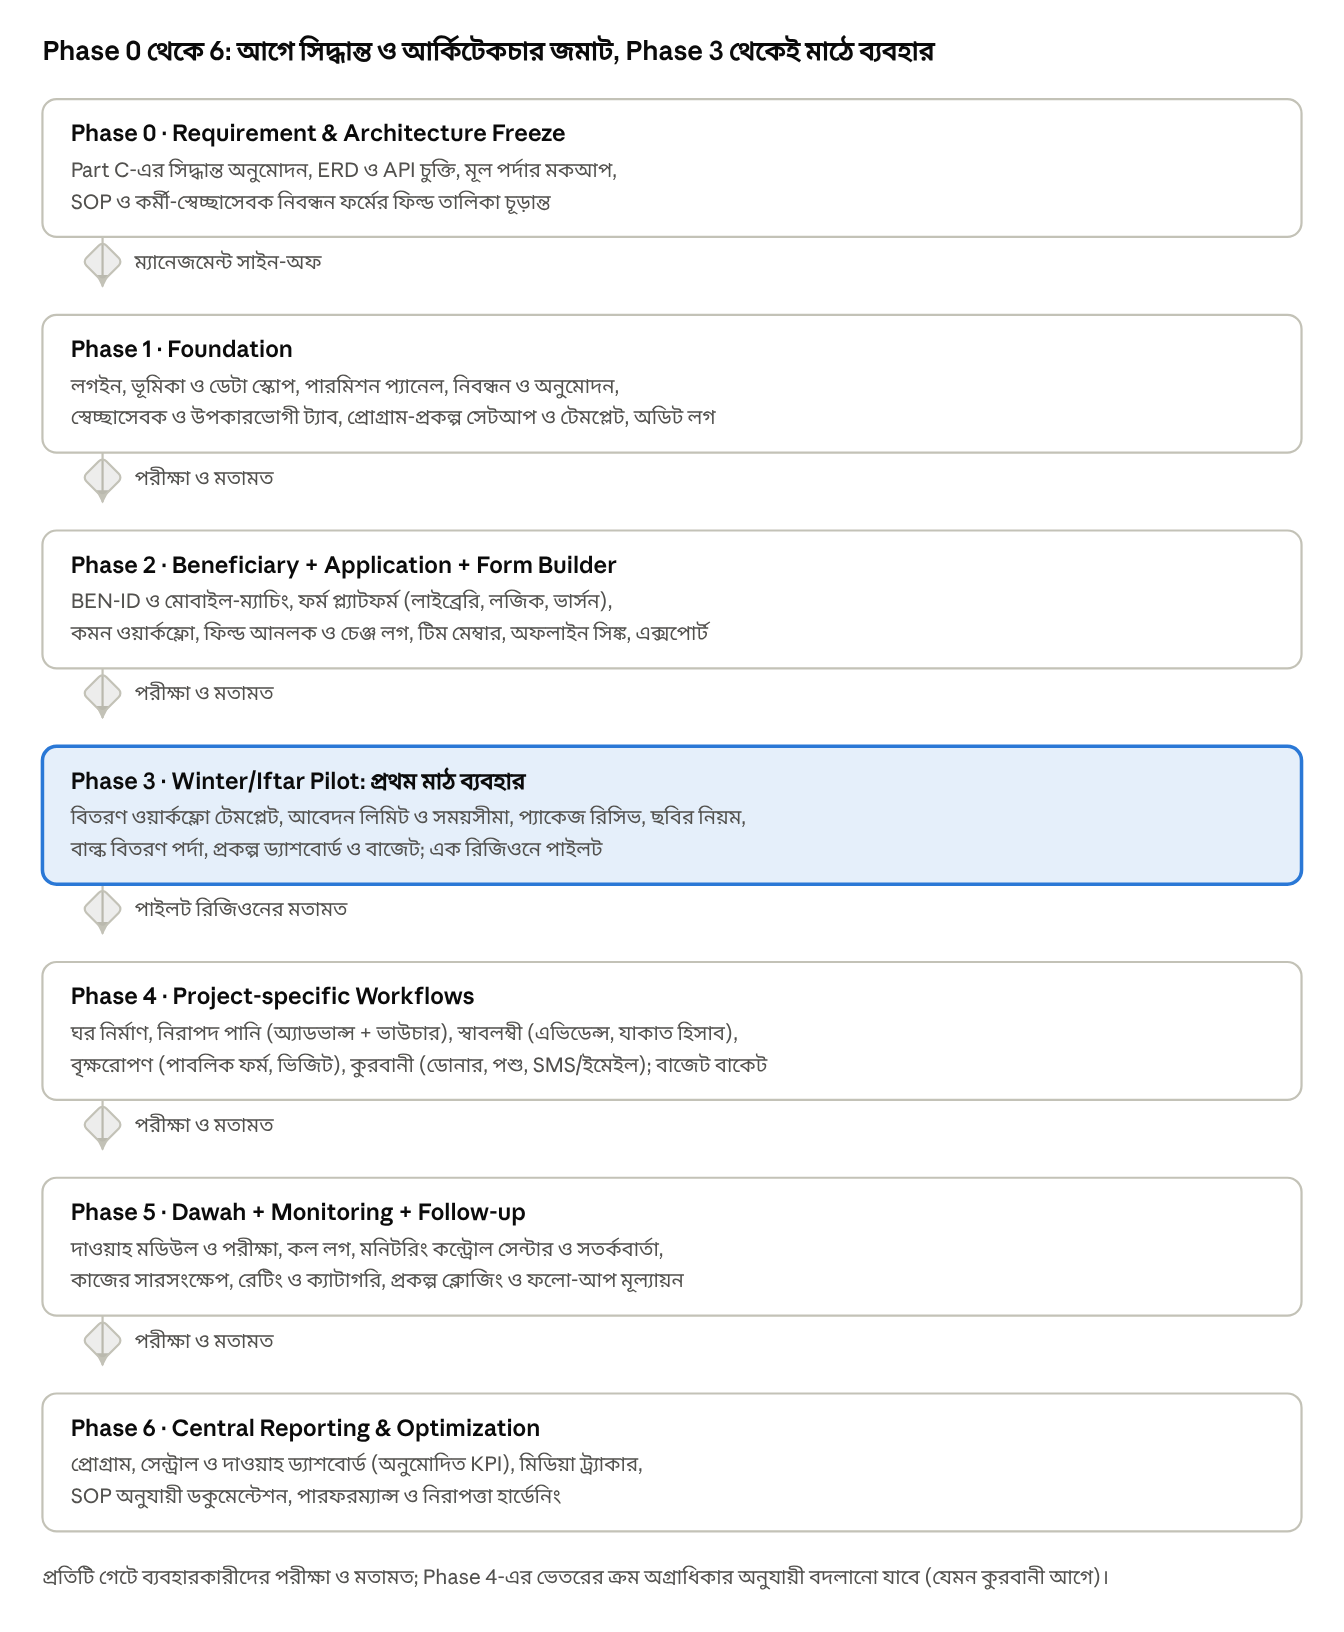 Phase 0 থেকে 6: আগে সিদ্ধান্ত ও আর্কিটেকচার জমাট, Phase 3 থেকেই মাঠে ব্যবহার
Phase 0 · Requirement & Architecture Freeze
Part C-এর সিদ্ধান্ত অনুমোদন, ERD ও API চুক্তি, মূল পর্দার মকআপ,
SOP ও কর্মী-স্বেচ্ছাসেবক নিবন্ধন ফর্মের ফিল্ড তালিকা চূড়ান্ত
ম্যানেজমেন্ট সাইন-অফ
Phase 1 · Foundation
লগইন, ভূমিকা ও ডেটা স্কোপ, পারমিশন প্যানেল, নিবন্ধন ও অনুমোদন,
স্বেচ্ছাসেবক ও উপকারভোগী ট্যাব, প্রোগ্রাম-প্রকল্প সেটআপ ও টেমপ্লেট, অডিট লগ
পরীক্ষা ও মতামত
Phase 2 · Beneficiary + Application + Form Builder
BEN-ID ও মোবাইল-ম্যাচিং, ফর্ম প্ল্যাটফর্ম (লাইব্রেরি, লজিক, ভার্সন),
কমন ওয়ার্কফ্লো, ফিল্ড আনলক ও চেঞ্জ লগ, টিম মেম্বার, অফলাইন সিঙ্ক, এক্সপোর্ট
পরীক্ষা ও মতামত
Phase 3 · Winter/Iftar Pilot: প্রথম মাঠ ব্যবহার
বিতরণ ওয়ার্কফ্লো টেমপ্লেট, আবেদন লিমিট ও সময়সীমা, প্যাকেজ রিসিভ, ছবির নিয়ম,
বাল্ক বিতরণ পর্দা, প্রকল্প ড্যাশবোর্ড ও বাজেট; এক রিজিওনে পাইলট
পাইলট রিজিওনের মতামত
Phase 4 · Project-specific Workflows
ঘর নির্মাণ, নিরাপদ পানি (অ্যাডভান্স + ভাউচার), স্বাবলম্বী (এভিডেন্স, যাকাত হিসাব),
বৃক্ষরোপণ (পাবলিক ফর্ম, ভিজিট), কুরবানী (ডোনার, পশু, SMS/ইমেইল); বাজেট বাকেট
পরীক্ষা ও মতামত
Phase 5 · Dawah + Monitoring + Follow-up
দাওয়াহ মডিউল ও পরীক্ষা, কল লগ, মনিটরিং কন্ট্রোল সেন্টার ও সতর্কবার্তা,
কাজের সারসংক্ষেপ, রেটিং ও ক্যাটাগরি, প্রকল্প ক্লোজিং ও ফলো-আপ মূল্যায়ন
পরীক্ষা ও মতামত
Phase 6 · Central Reporting & Optimization
প্রোগ্রাম, সেন্ট্রাল ও দাওয়াহ ড্যাশবোর্ড (অনুমোদিত KPI), মিডিয়া ট্র্যাকার,
SOP অনুযায়ী ডকুমেন্টেশন, পারফরম্যান্স ও নিরাপত্তা হার্ডেনিং
প্রতিটি গেটে ব্যবহারকারীদের পরীক্ষা ও মতামত; Phase 4-এর ভেতরের ক্রম অগ্রাধিকার অনুযায়ী বদলানো যাবে (যেমন কুরবানী আগে)।